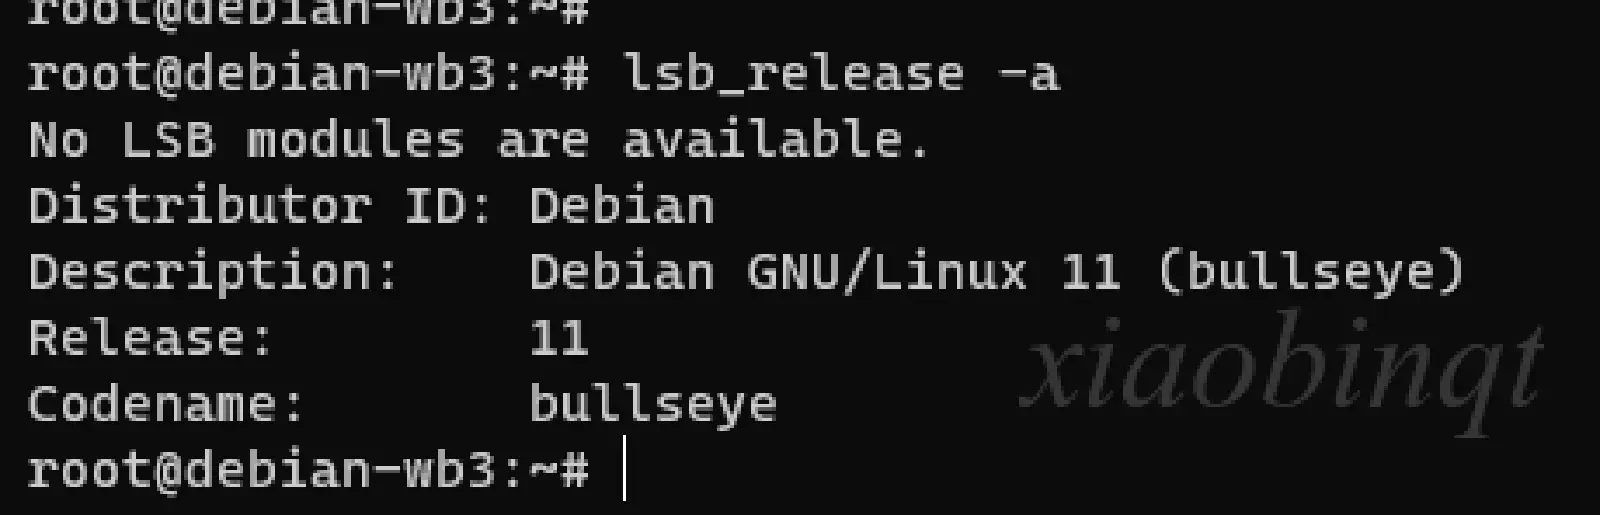 root@debian-wb3:~#
root@debian-wb3:~# lsb_release -a
No LSB modules are available.
Distributor ID: Debian
Description:    Debian GNU/Linux 11 (bullseye)
Release:        11
Codename:       bullseye
root@debian-wb3:~#
xiaobinqt